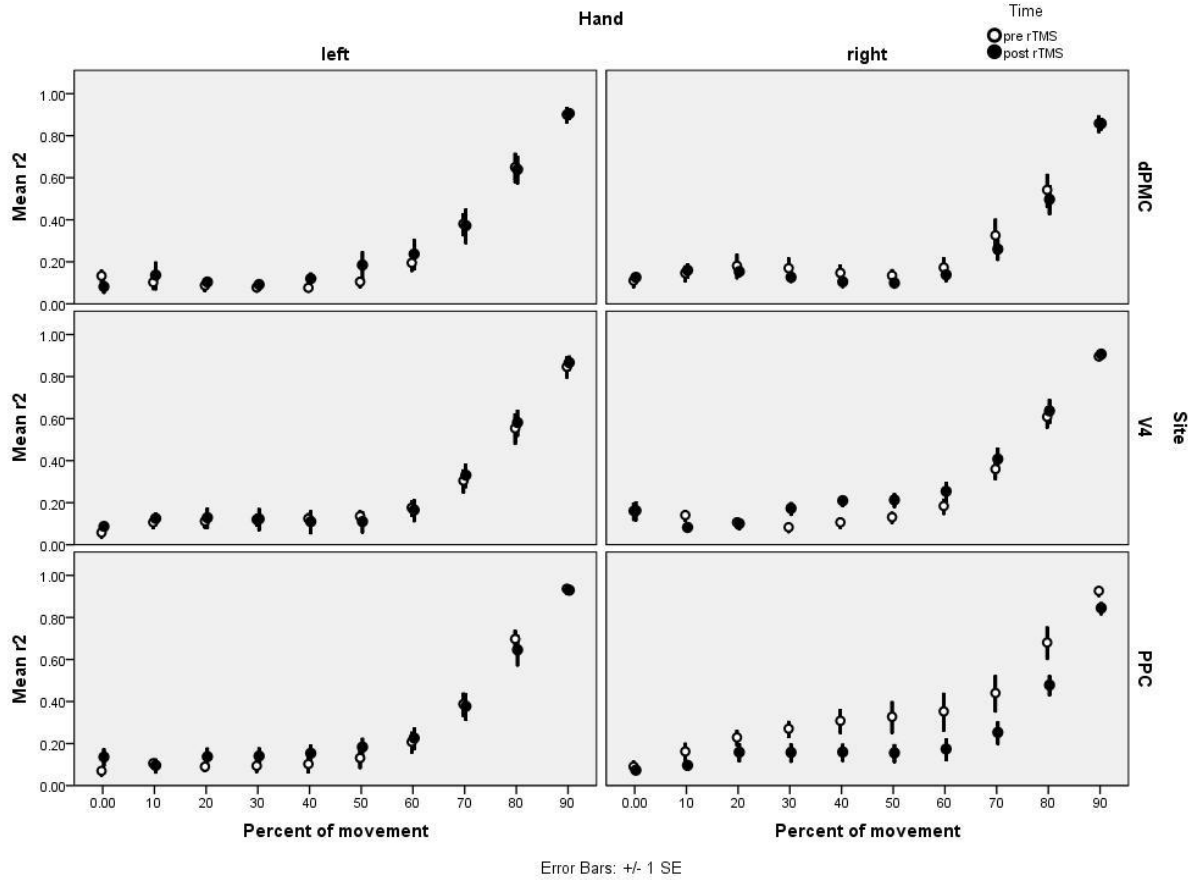 Hand
Time
pre rTMS
post rTMS
left
right
Mean r2
1.00
0.80
0.60
0.40
0.20
0.00
dPMC
Mean r2
1.00
0.80
0.60
0.40
0.20
0.00
V4
Site
Mean r2
1.00
0.80
0.60
0.40
0.20
0.00
PPC
0.00 10 20 30 40 50 60 70 80 90
0.00 10 20 30 40 50 60 70 80 90
Percent of movement
Percent of movement
Error Bars: +/- 1 SE